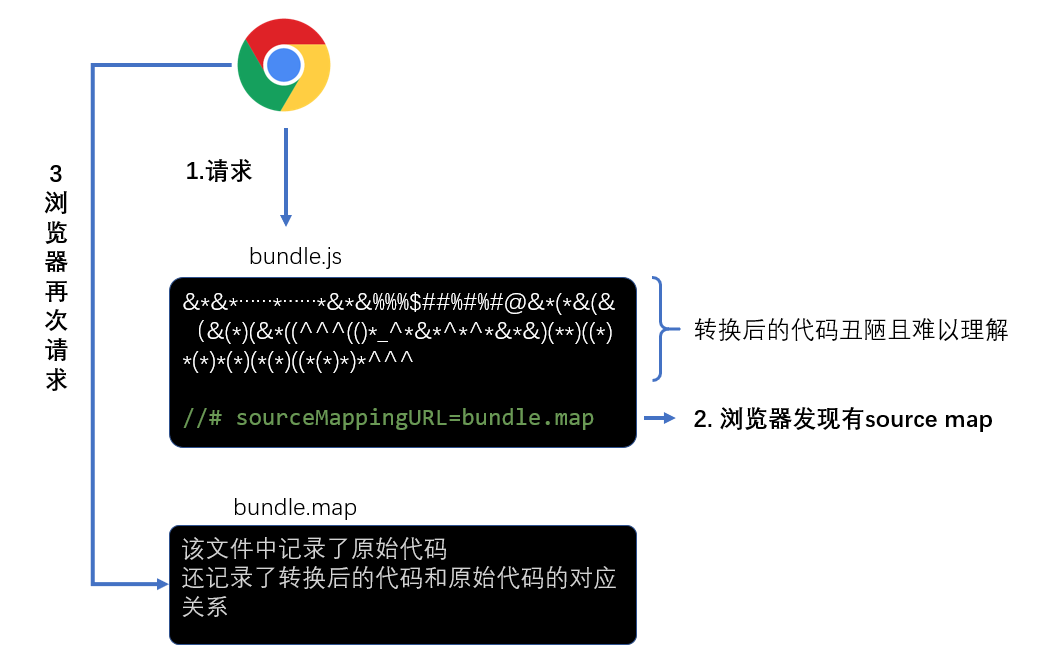 1.请求
3
浏
览
器
再
次
请
求
bundle.js
&*&*……*……*&*&%%%$##%#%#@&*(*&(&
（&(*)(&*((^^^(()*_^*&*^*^*&*&)(**)((*)
*(*)*(*)(*(*)((*(*)*)*^^^
转换后的代码丑陋且难以理解
//# sourceMappingURL=bundle.map
2. 浏览器发现有source map
bundle.map
该文件中记录了原始代码
还记录了转换后的代码和原始代码的对应
关系